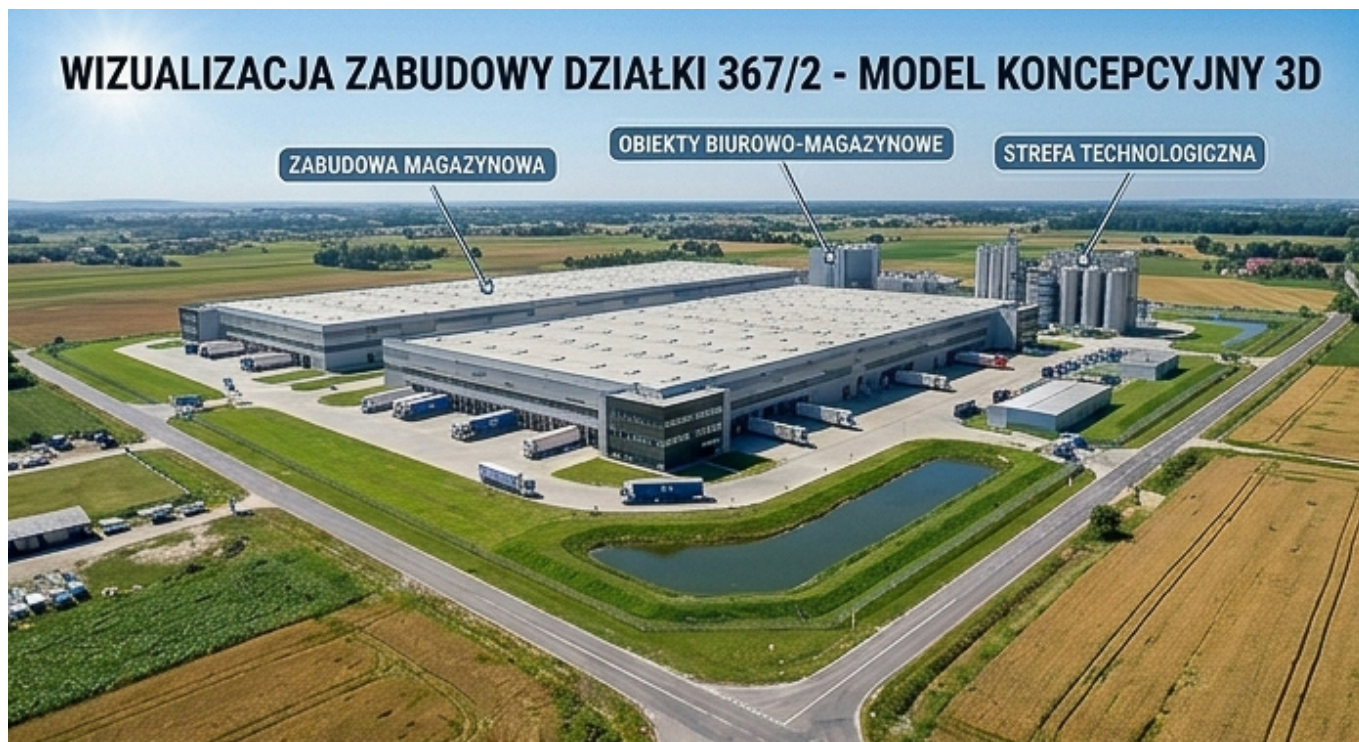 WIZUALIZACJA ZABUDOWY DZIAŁKI 367/2 - MODEL KONCEPCYJNY 3D
ZABUDOWA MAGAZYNOWA
OBIEKTY BIUROWO-MAGAZYNOWE
STREFA TECHNOLOGICZNA